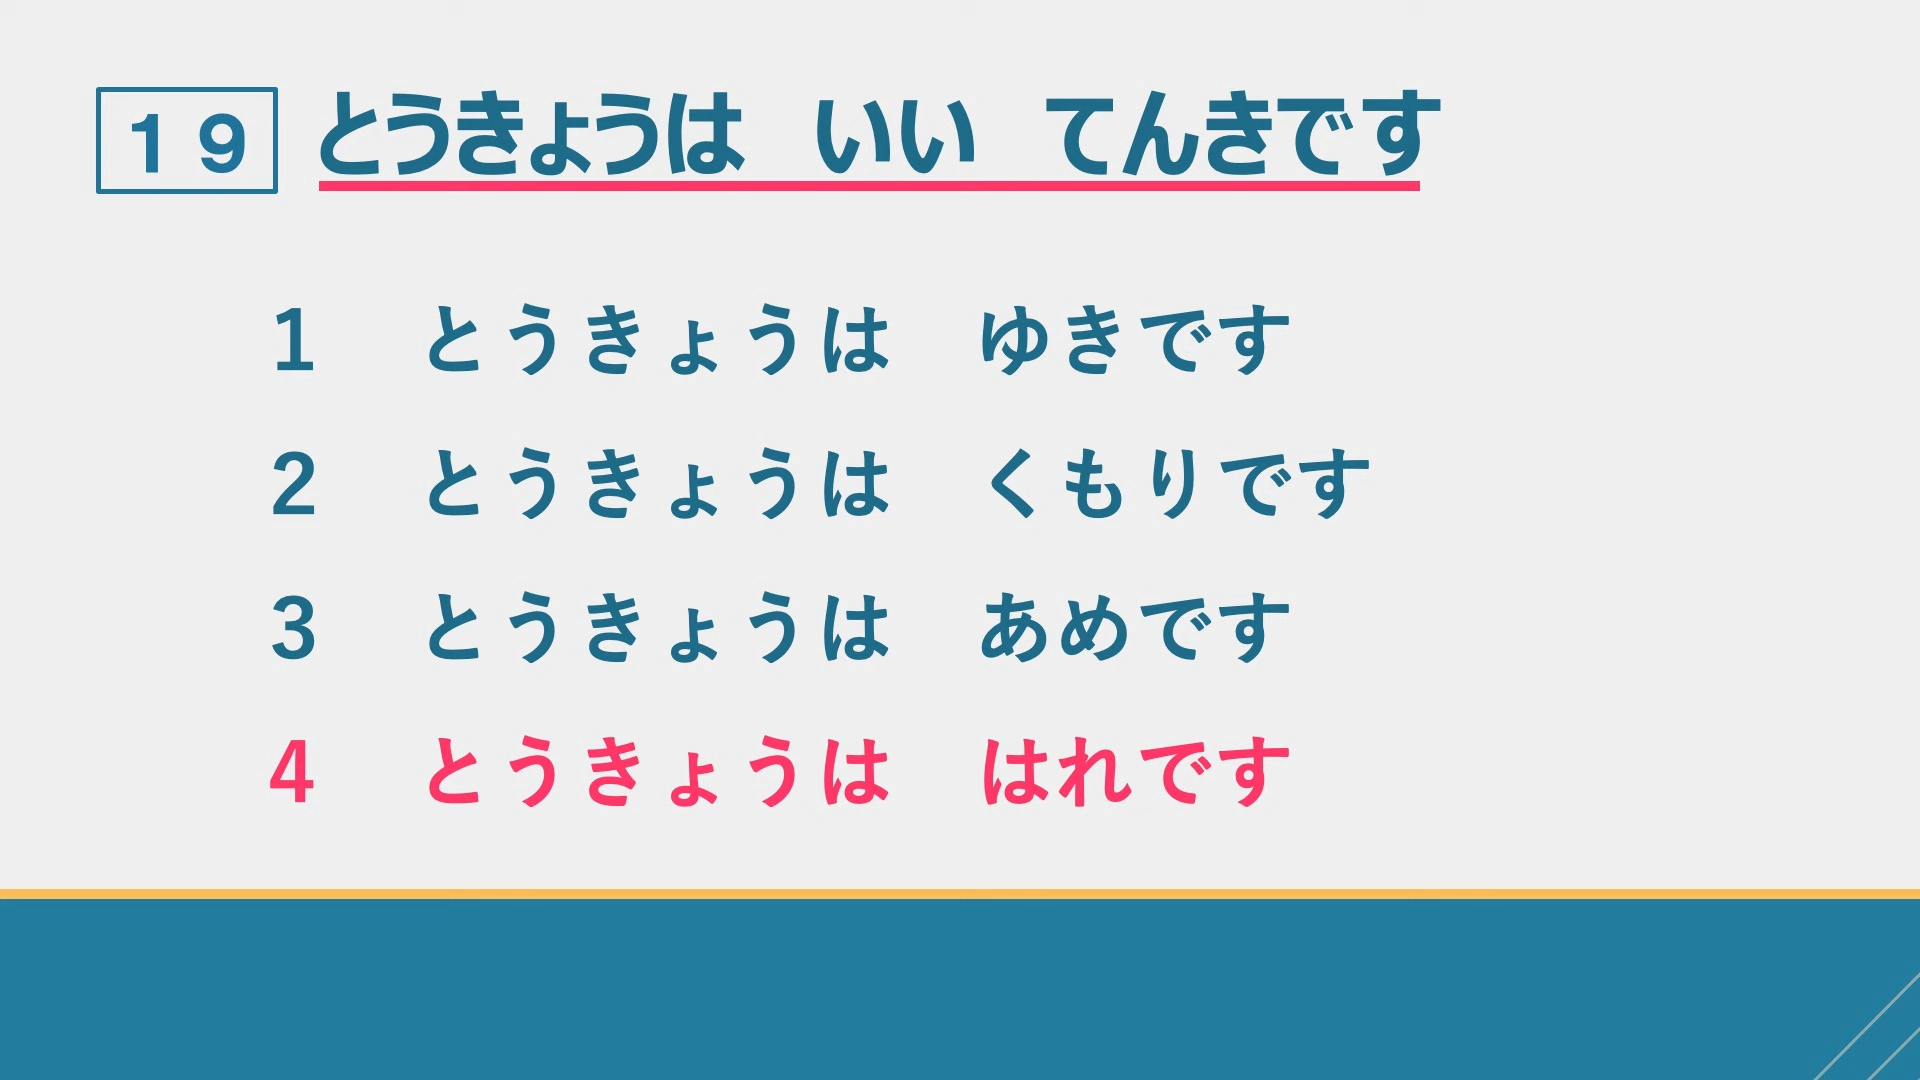 １９ とうきょうは　いい　てんきです
1　とうきょうは　ゆきです
2　とうきょうは　くもりです
3　とうきょうは　あめです
4　とうきょうは　はれです